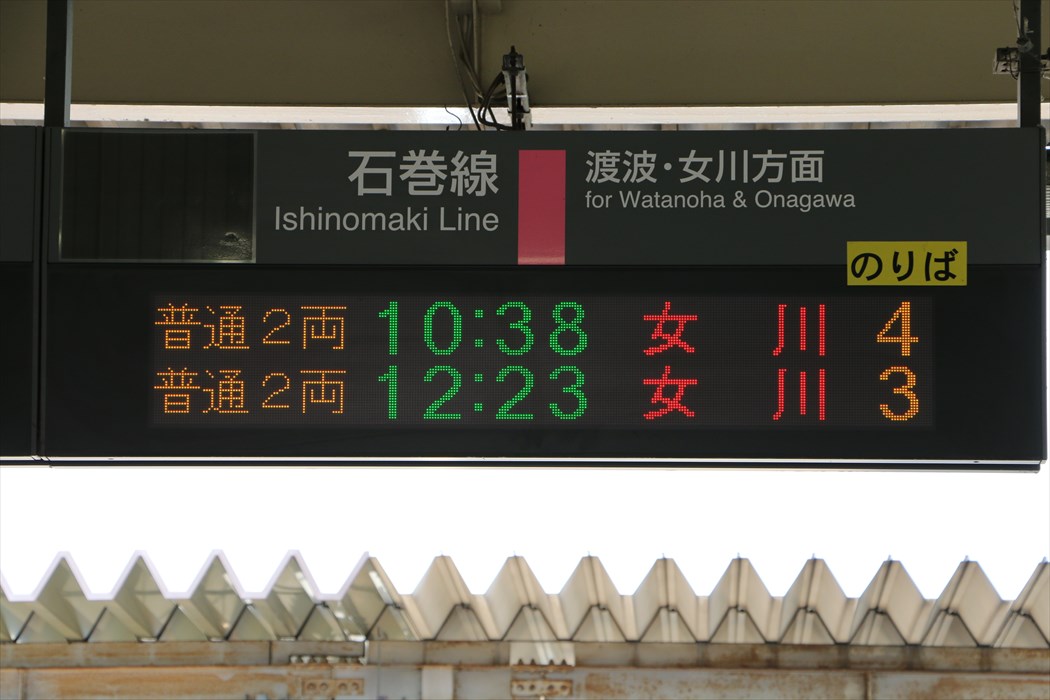 石巻線
Ishinomaki Line
渡波・女川方面
for Watanoha & Onagawa
のりば
普通2両 10:38 女川 4
普通2両 12:23 女川 3